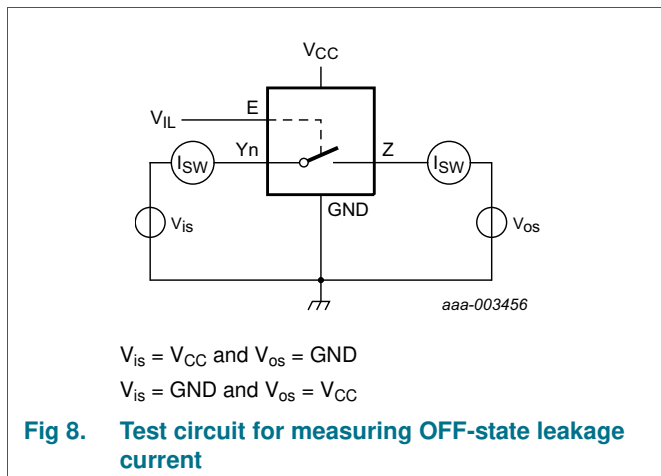 VCC
E
VIL
ISW
Yn
Z
ISW
GND
Vis
Vos
aaa-003456
Vis = VCC and Vos = GND
Vis = GND and Vos = VCC
Fig 8. Test circuit for measuring OFF-state leakage
current